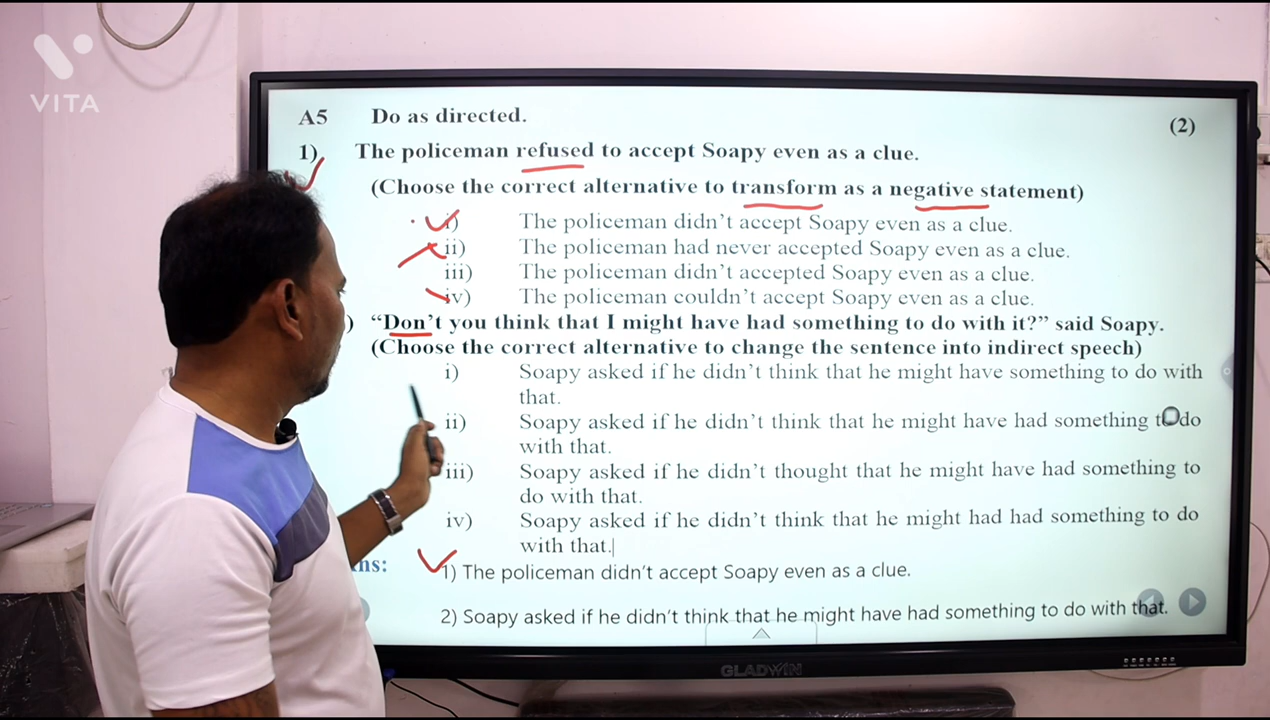 VITA
A5 Do as directed. (2)
1) The policeman refused to accept Soapy even as a clue.
(Choose the correct alternative to transform as a negative statement)
i) The policeman didn't accept Soapy even as a clue.
ii) The policeman had never accepted Soapy even as a clue.
iii) The policeman didn't accepted Soapy even as a clue.
iv) The policeman couldn't accept Soapy even as a clue.
) "Don't you think that I might have had something to do with it?" said Soapy.
(Choose the correct alternative to change the sentence into indirect speech)
i) Soapy asked if he didn't think that he might have something to do with
that.
ii) Soapy asked if he didn't think that he might have had something to do
with that.
iii) Soapy asked if he didn't thought that he might have had something to
do with that.
iv) Soapy asked if he didn't think that he might had had something to do
with that.
ns: 1) The policeman didn't accept Soapy even as a clue.
2) Soapy asked if he didn't think that he might have had something to do with that.
GLADWIN